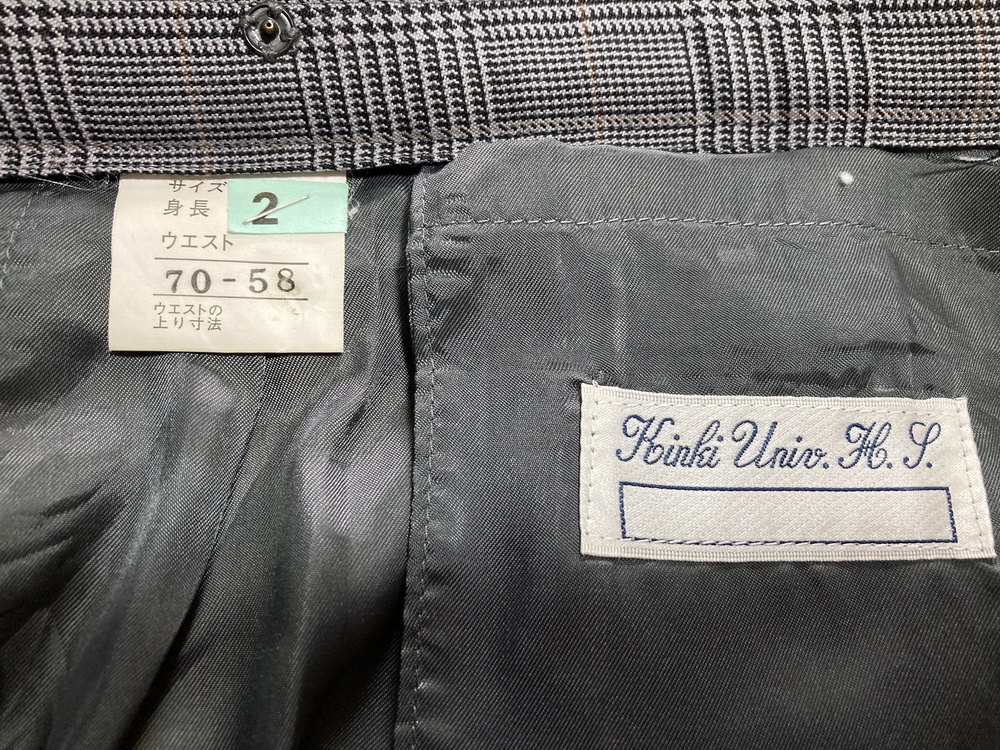 サイズ
身長 2
ウエスト
70-58
ウエストの
上り寸法
Kinki Univ. H. S.